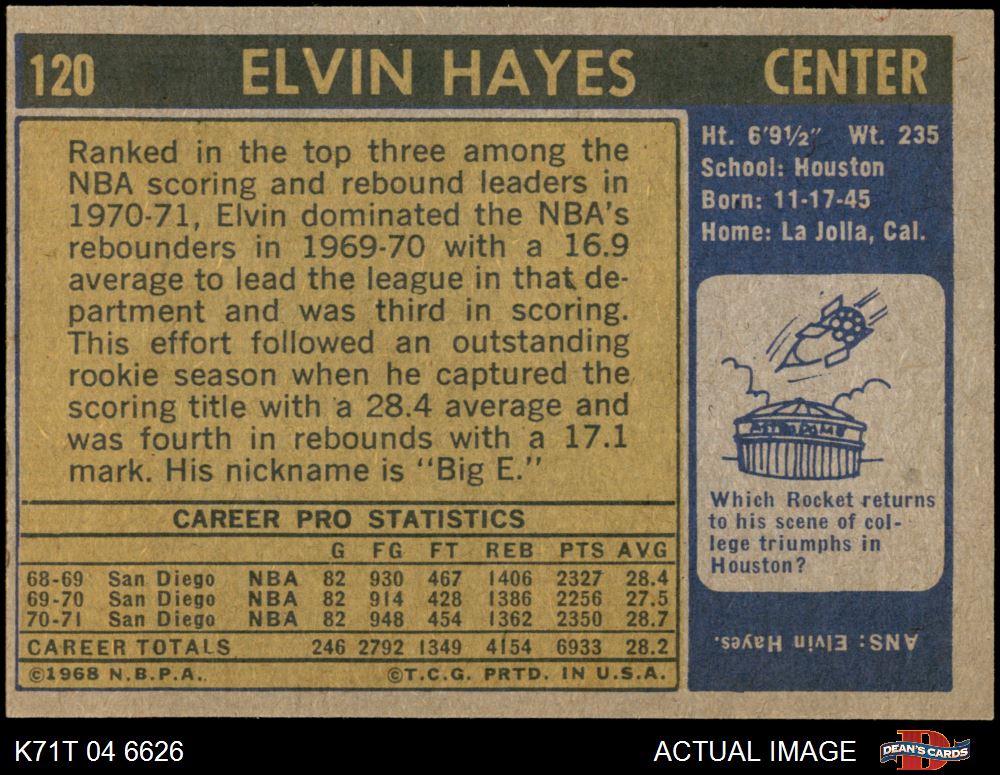 120 ELVIN HAYES CENTER
Ranked in the top three among the
NBA scoring and rebound leaders in
1970-71, Elvin dominated the NBA's
rebounders in 1969-70 with a 16.9
average to lead the league in that de-
partment and was third in scoring.
This effort followed an outstanding
rookie season when he captured the
scoring title with a 28.4 average and
was fourth in rebounds with a 17.1
mark. His nickname is "Big E."
CAREER PRO STATISTICS
G FG FT REB PTS AVG
68-69 San Diego NBA 82 930 467 1406 2327 28.4
69-70 San Diego NBA 82 914 428 1386 2256 27.5
70-71 San Diego NBA 82 948 454 1362 2350 28.7
CAREER TOTALS 246 2792 1349 4154 6933 28.2
©1968 N.B.P.A. ©T.C.G. PRTD. IN U.S.A.
Ht. 6'9½" Wt. 235
School: Houston
Born: 11-17-45
Home: La Jolla, Cal.
ASTRODOME
Which Rocket returns
to his scene of col-
lege triumphs in
Houston?
ANS: Elvin Hayes.
K71T 04 6626 ACTUAL IMAGE DEAN'S CARDS